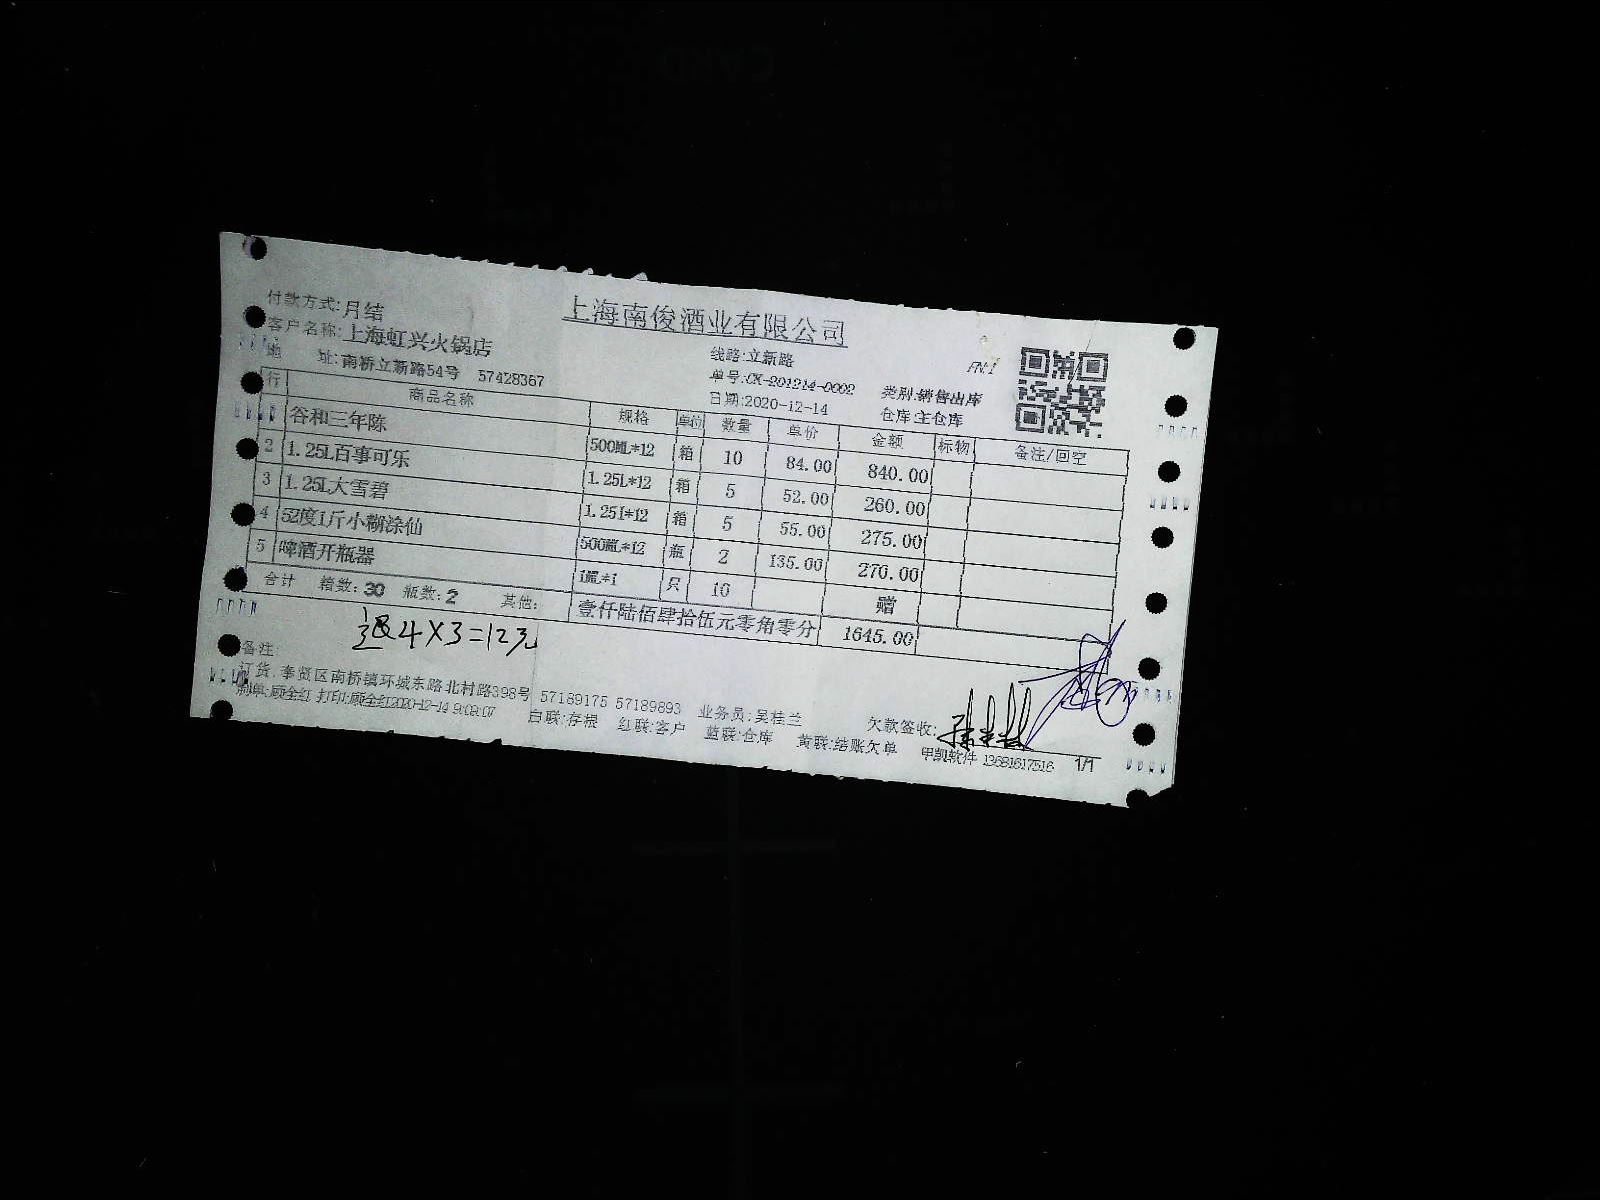 上海南俊酒业有限公司
付款方式:月结
客户名称:上海虹兴火锅店
线路:立新路
地 址:南桥立新路54号 57428367
单号:CK-201214-0002 类别:销售出库
日期:2020-12-14 仓库:主仓库
行 商品名称 规格 单位 数量 单价 金额 标物 备注/回空
谷和三年陈 500ML*12 箱 10 84.00 840.00
2 1.25L百事可乐 1.25L*12 箱 5 52.00 260.00
3 1.25L大雪碧 1.25l*12 箱 5 55.00 275.00
4 52度1斤小糊涂仙 500ML*12 瓶 2 135.00 270.00
5 啤酒开瓶器 1*1 只 10 赠
合计 箱数:30 瓶数:2 其他: 壹仟陆佰肆拾伍元零角零分 1645.00
退4×3=12元
备注:
订货:奉贤区南桥镇环城东路北村路398号 57189175 57189893 业务员:吴桂兰 欠款签收:
制单:顾金红 打印:顾金红2020-12-14 9:09:07 白联:存根 红联:客户 蓝联:仓库 黄联:结账欠单 甲凯软件 13681617516 1/1